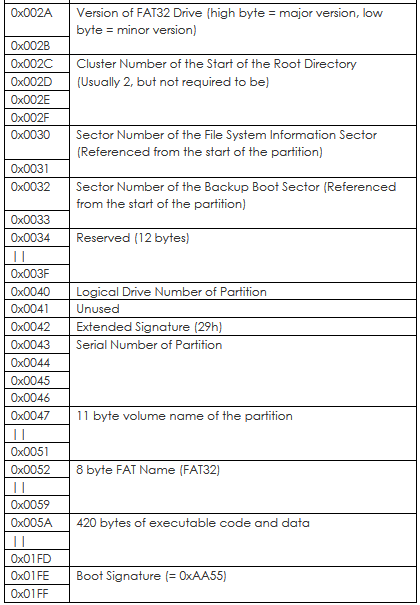 0x002A Version of FAT32 Drive (high byte = major version, low
byte = minor version)
0x002B
0x002C Cluster Number of the Start of the Root Directory
0x002D (Usually 2, but not required to be)
0x002E
0x002F
0x0030 Sector Number of the File System Information Sector
(Referenced from the start of the partition)
0x0031
0x0032 Sector Number of the Backup Boot Sector (Referenced
from the start of the partition)
0x0033
0x0034 Reserved (12 bytes)
||
0x003F
0x0040 Logical Drive Number of Partition
0x0041 Unused
0x0042 Extended Signature (29h)
0x0043 Serial Number of Partition
0x0044
0x0045
0x0046
0x0047 11 byte volume name of the partition
||
0x0051
0x0052 8 byte FAT Name (FAT32)
||
0x0059
0x005A 420 bytes of executable code and data
||
0x01FD
0x01FE Boot Signature (= 0xAA55)
0x01FF